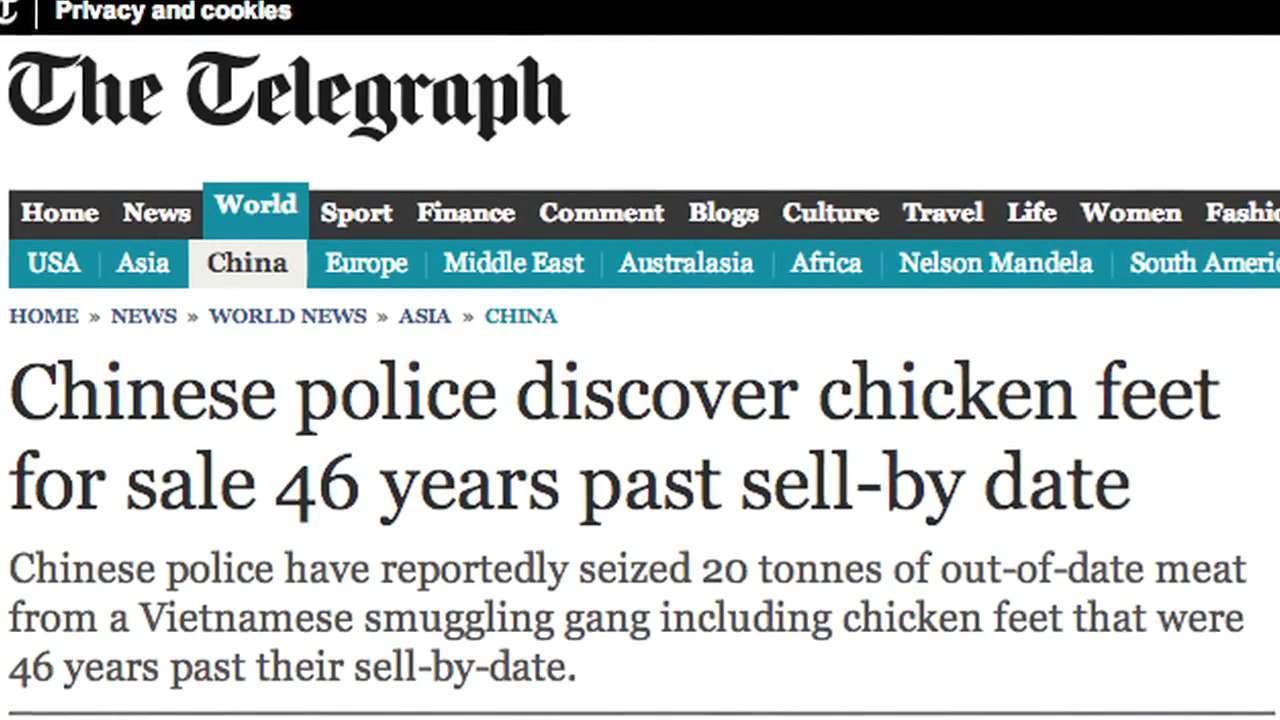 Privacy and cookies
The Telegraph
Home News World Sport Finance Comment Blogs Culture Travel Life Women
USA Asia China Europe Middle East Australasia Africa Nelson Mandela South
HOME » NEWS » WORLD NEWS » ASIA » CHINA
Chinese police discover chicken feet
for sale 46 years past sell-by date
Chinese police have reportedly seized 20 tonnes of out-of-date meat
from a Vietnamese smuggling gang including chicken feet that were
46 years past their sell-by-date.